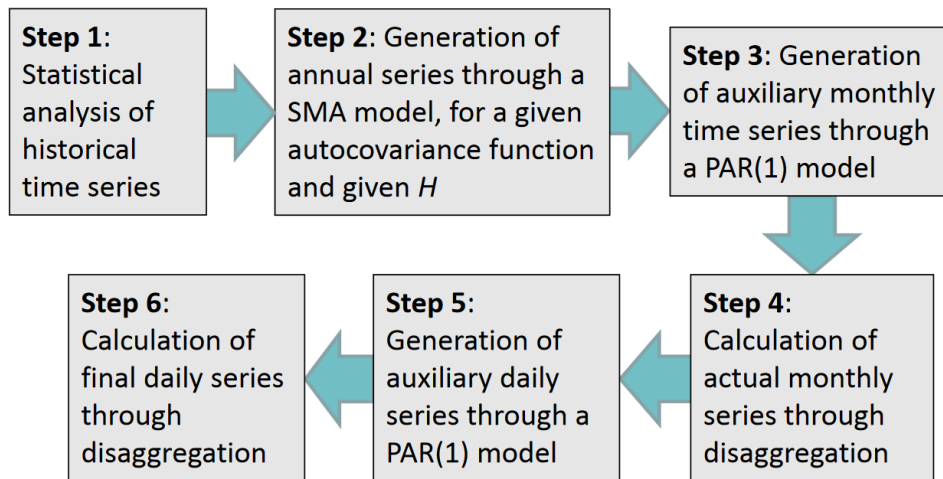 Step 1:
Statistical
analysis of
historical
time series
Step 2: Generation of
annual series through a
SMA model, for a given
autocovariance function
and given H
Step 3: Generation
of auxiliary monthly
time series through
a PAR(1) model
Step 4:
Calculation of
actual monthly
series through
disaggregation
Step 5:
Generation of
auxiliary daily
series through a
PAR(1) model
Step 6:
Calculation of
final daily series
through
disaggregation